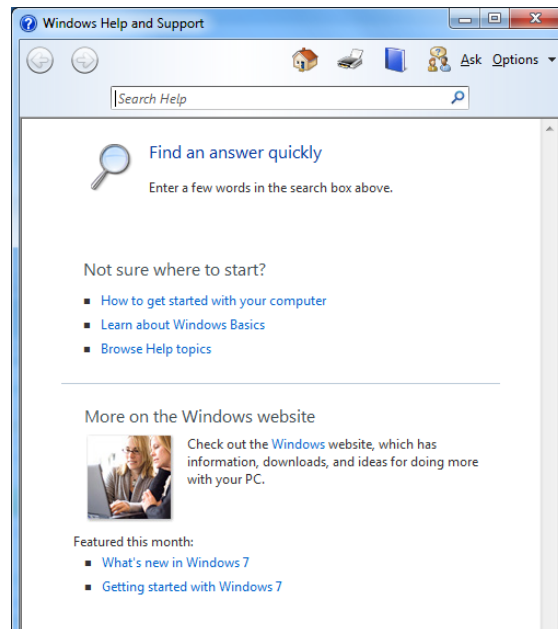 Windows Help and Support
Ask Options
Search Help
Find an answer quickly
Enter a few words in the search box above.
Not sure where to start?
How to get started with your computer
Learn about Windows Basics
Browse Help topics
More on the Windows website
Check out the Windows website, which has
information, downloads, and ideas for doing more
with your PC.
Featured this month:
What's new in Windows 7
Getting started with Windows 7